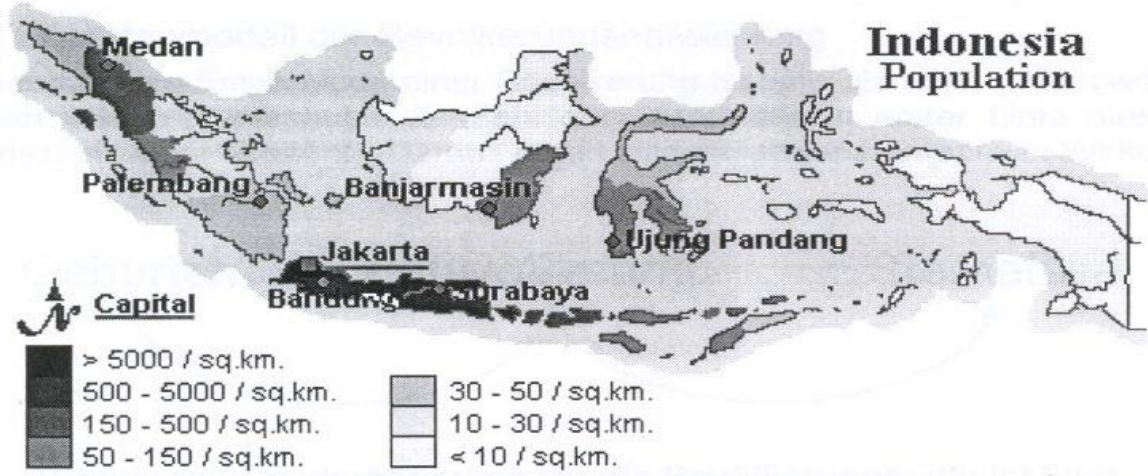 Indonesia
Population
Medan
Palembang
Banjarmasin
Ujung Pandang
Jakarta
Bandung
Surabaya
Capital
> 5000 / sq.km.
500 - 5000 / sq.km.
150 - 500 / sq.km.
50 - 150 / sq.km.
30 - 50 / sq.km.
10 - 30 / sq.km.
< 10 / sq.km.